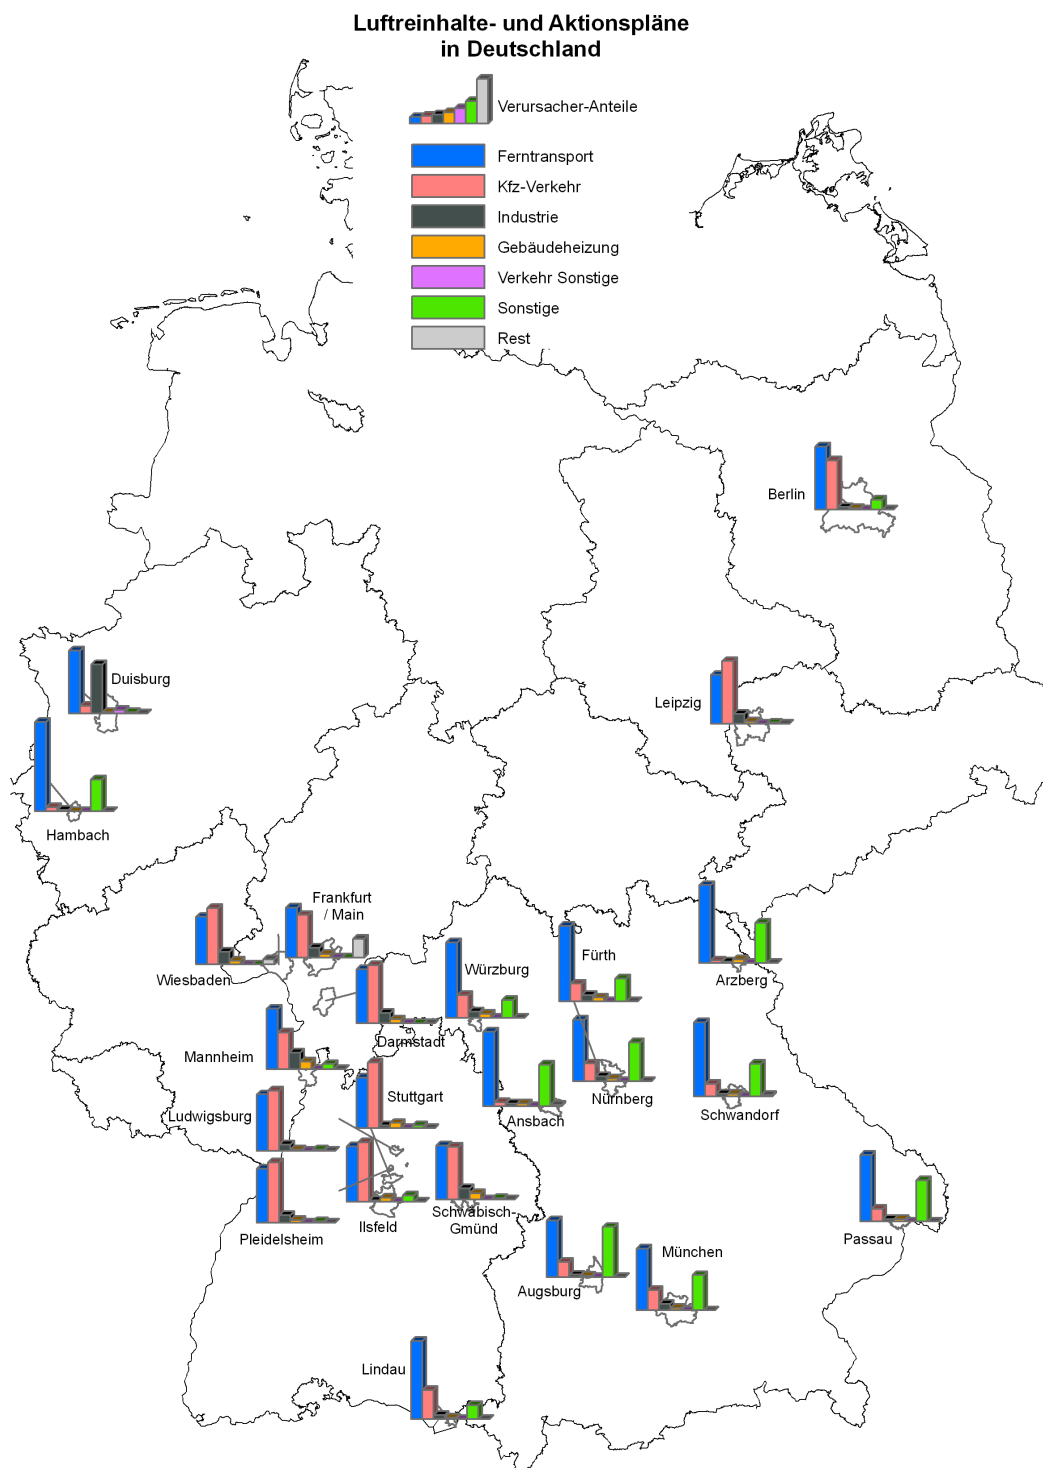 Luftreinhalte- und Aktionspläne
in Deutschland
Verursacher-Anteile
Ferntransport
Kfz-Verkehr
Industrie
Gebäudeheizung
Verkehr Sonstige
Sonstige
Rest
Berlin
Duisburg
Leipzig
Hambach
Frankfurt
/ Main
Wiesbaden
Würzburg
Fürth
Arzberg
Darmstadt
Mannheim
Stuttgart
Nürnberg
Ludwigsburg
Ansbach
Schwandorf
Pleidelsheim
Ilsfeld
Schwäbisch-
Gmünd
Passau
Augsburg
München
Lindau